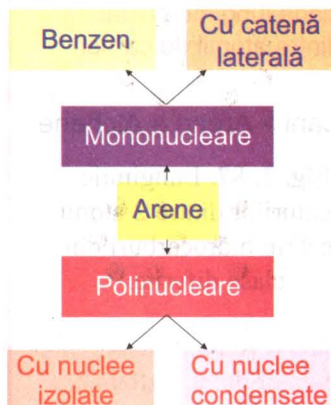 Benzen
Cu catenă
laterală
Mononucleare
Arene
Polinucleare
Cu nuclee
izolate
Cu nuclee
condensate